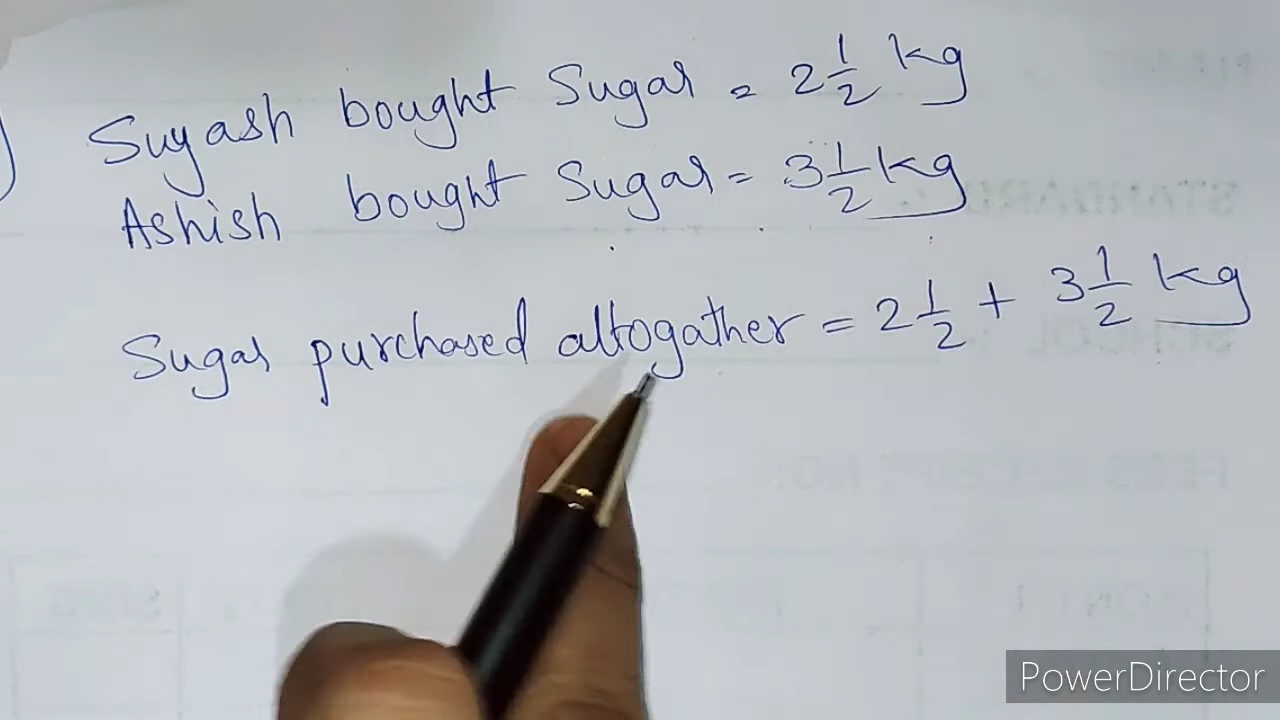 Suyash bought Sugar = 2 1/2 kg
Ashish bought Sugar = 3 1/2 kg
Sugar purchased altogather = 2 1/2 + 3 1/2 kg
PowerDirector